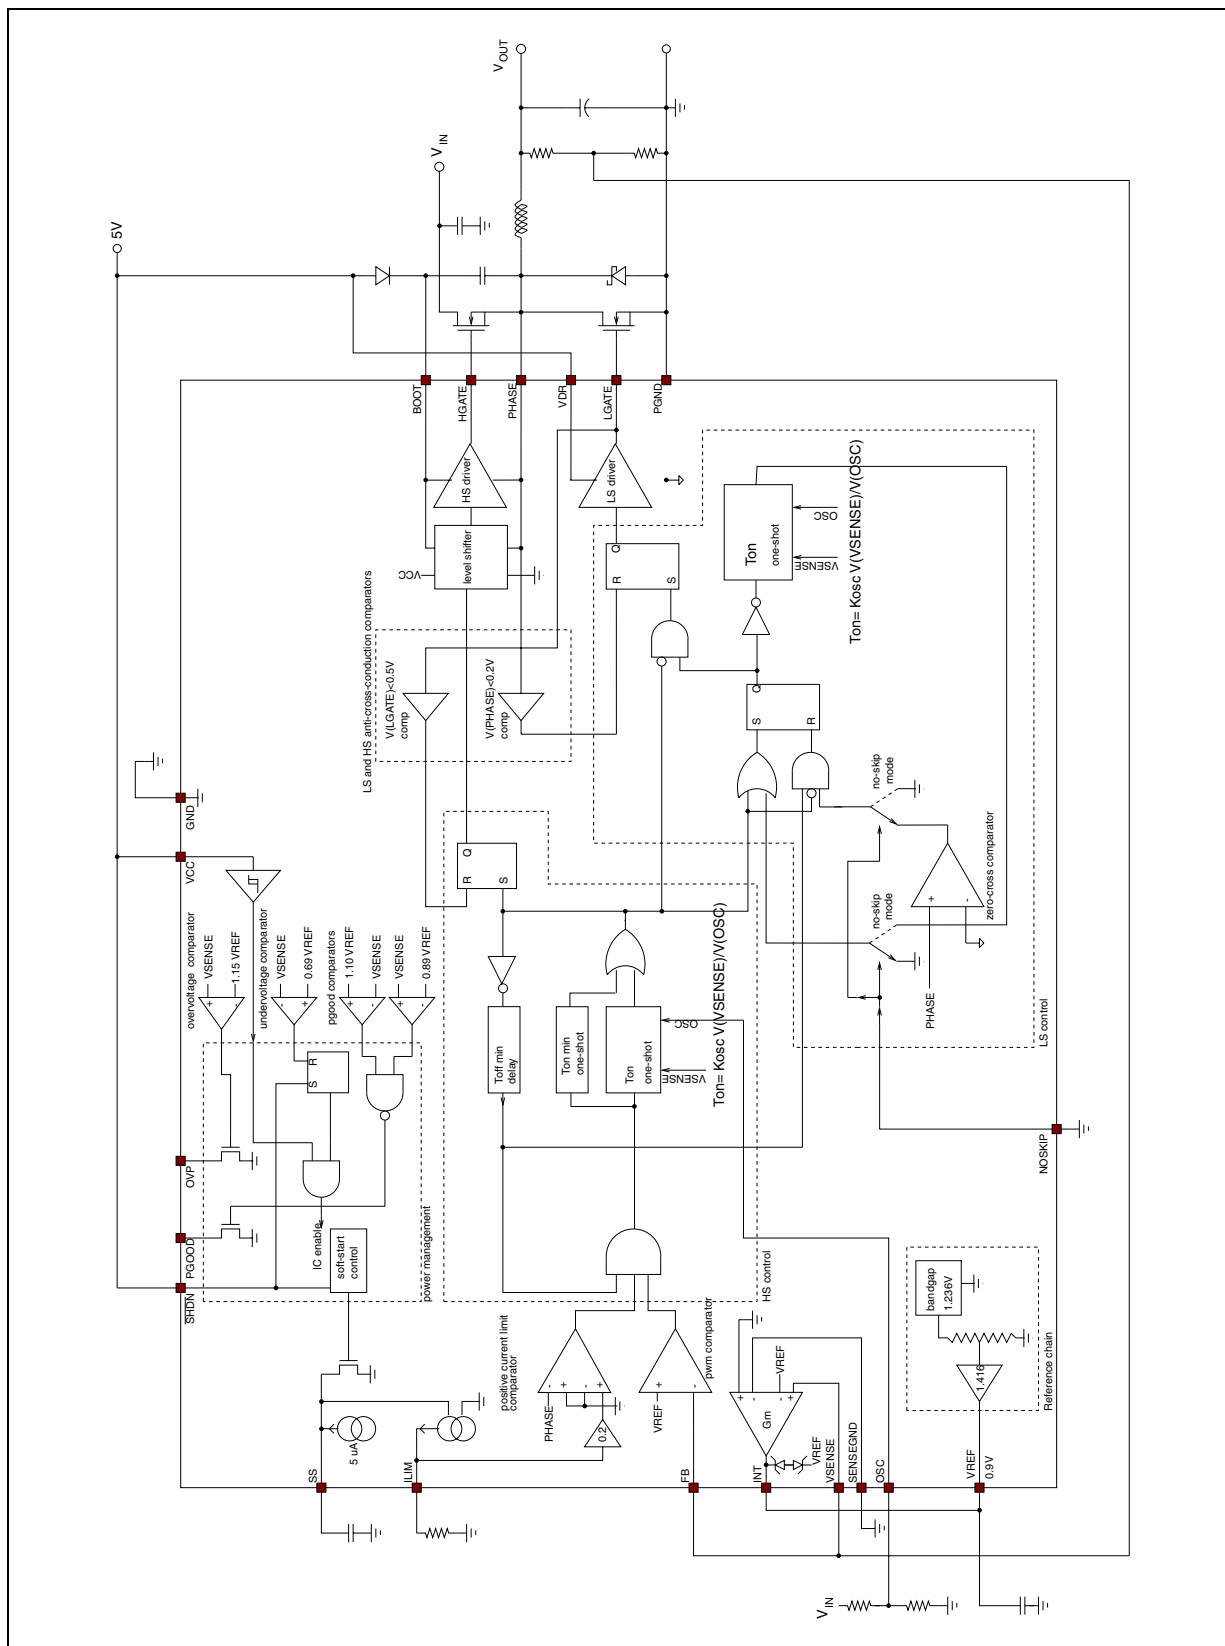 V OUT
V IN
5V
BOOT
HGATE
PHASE
VDR
LGATE
PGND
HS driver
LS driver
level shifter
VCC
LS and HS anti-cross-conduction comparators
V(LGATE)<0.5V
comp
V(PHASE)<0.2V
comp
R
Q
S
Ton
one-shot
OSC
VSENSE
Ton= Kosc V(VSENSE)/V(OSC)
S
Q
R
no-skip
mode
no-skip
mode
+
-
zero-cross comparator
PHASE
LS control
GND
VCC
overvoltage comparator
VSENSE
1.15 VREF
+
-
undervoltage comparator
VSENSE
0.69 VREF
-
+
pgood comparators
1.10 VREF
VSENSE
+
-
VSENSE
0.89 VREF
+
-
S
R
OVP
PGOOD
SHDN
IC enable
soft-start
control
power management
R
Q
S
Toff min
delay
Ton min
one-shot
Ton
one-shot
OSC
VSENSE
Ton= Kosc V(VSENSE)/V(OSC)
HS control
NOSKIP
positive current limit
comparator
PHASE
-
+
-
+
0.2
pwm comparator
VREF
+
-
5 uA
SS
ILIM
FB
INT
VSENSE
SENSEGND
OSC
VREF
0.9V
Gm
+
-
-
+
VREF
VREF
bandgap
1.236V
1.416
Reference chain
V IN